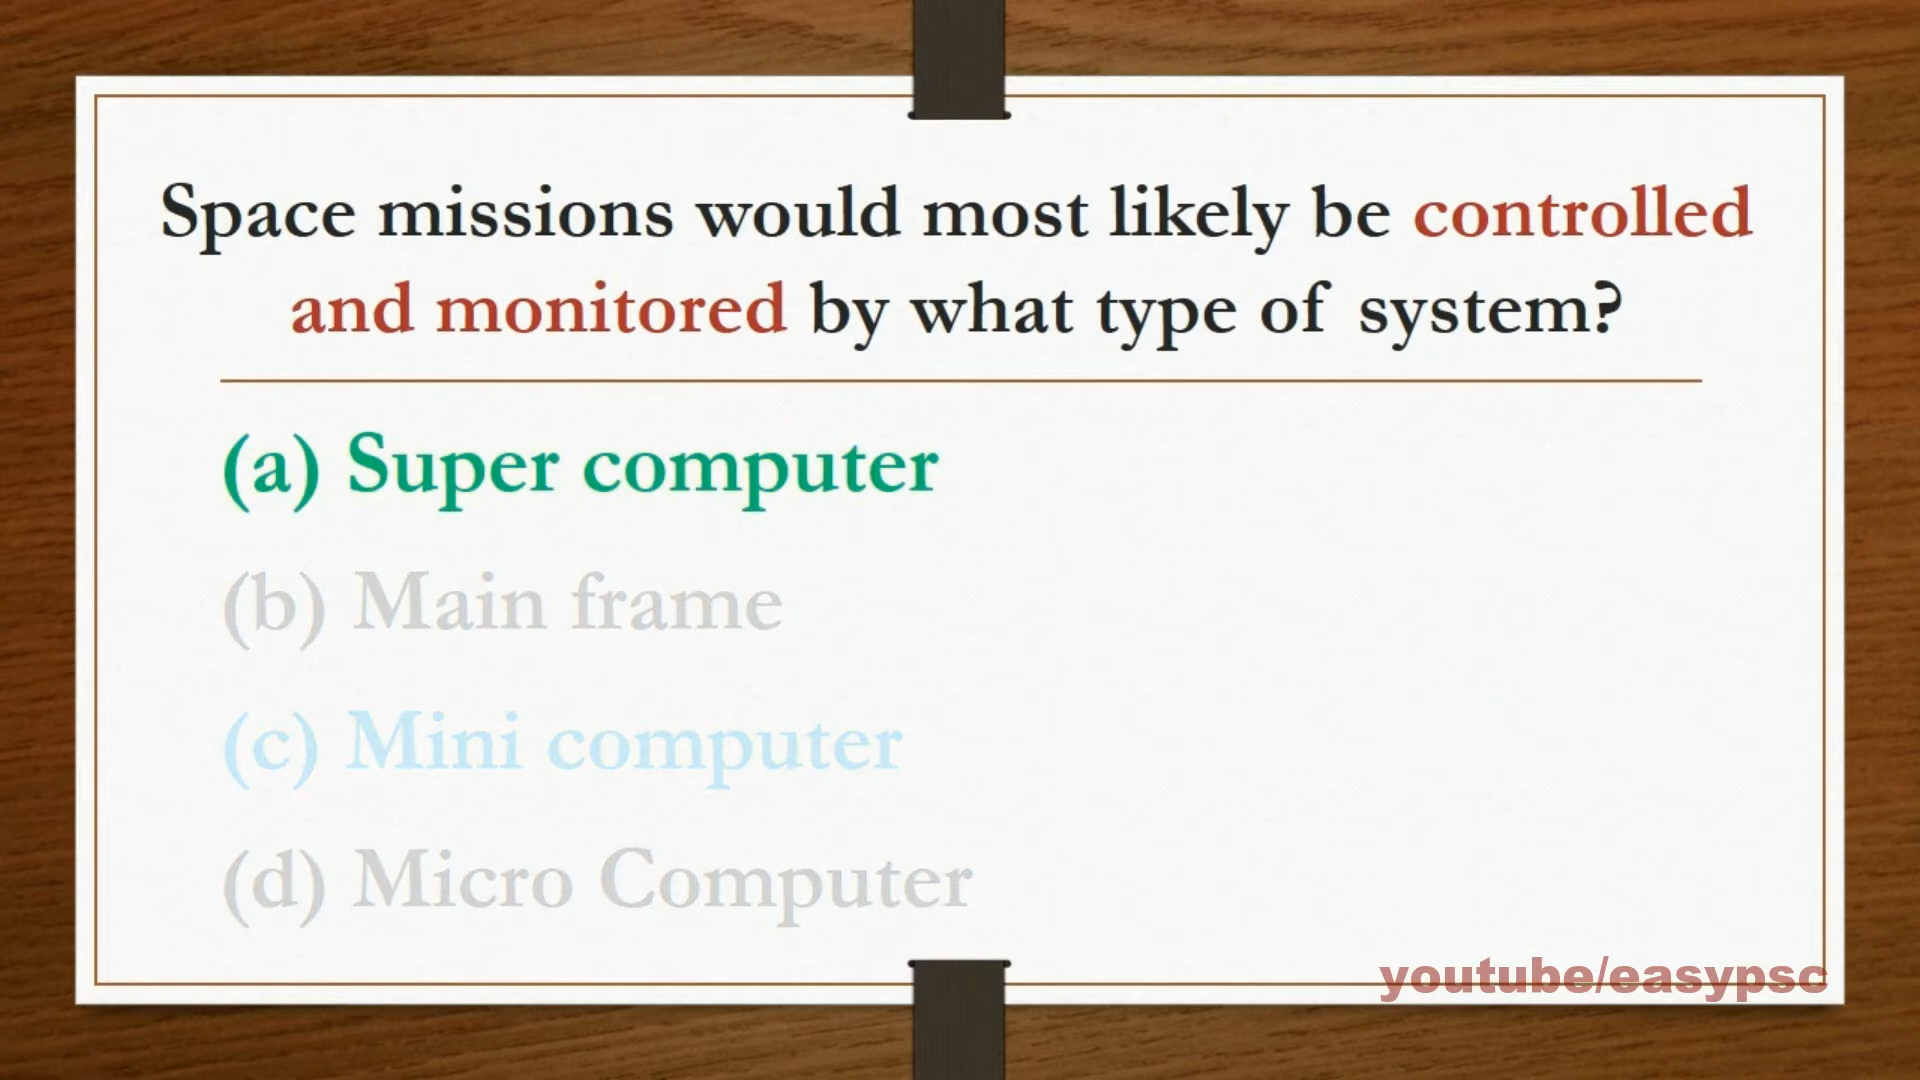 Space missions would most likely be controlled
and monitored by what type of system?
(a) Super computer
(b) Main frame
(c) Mini computer
(d) Micro Computer
youtube/easypsc